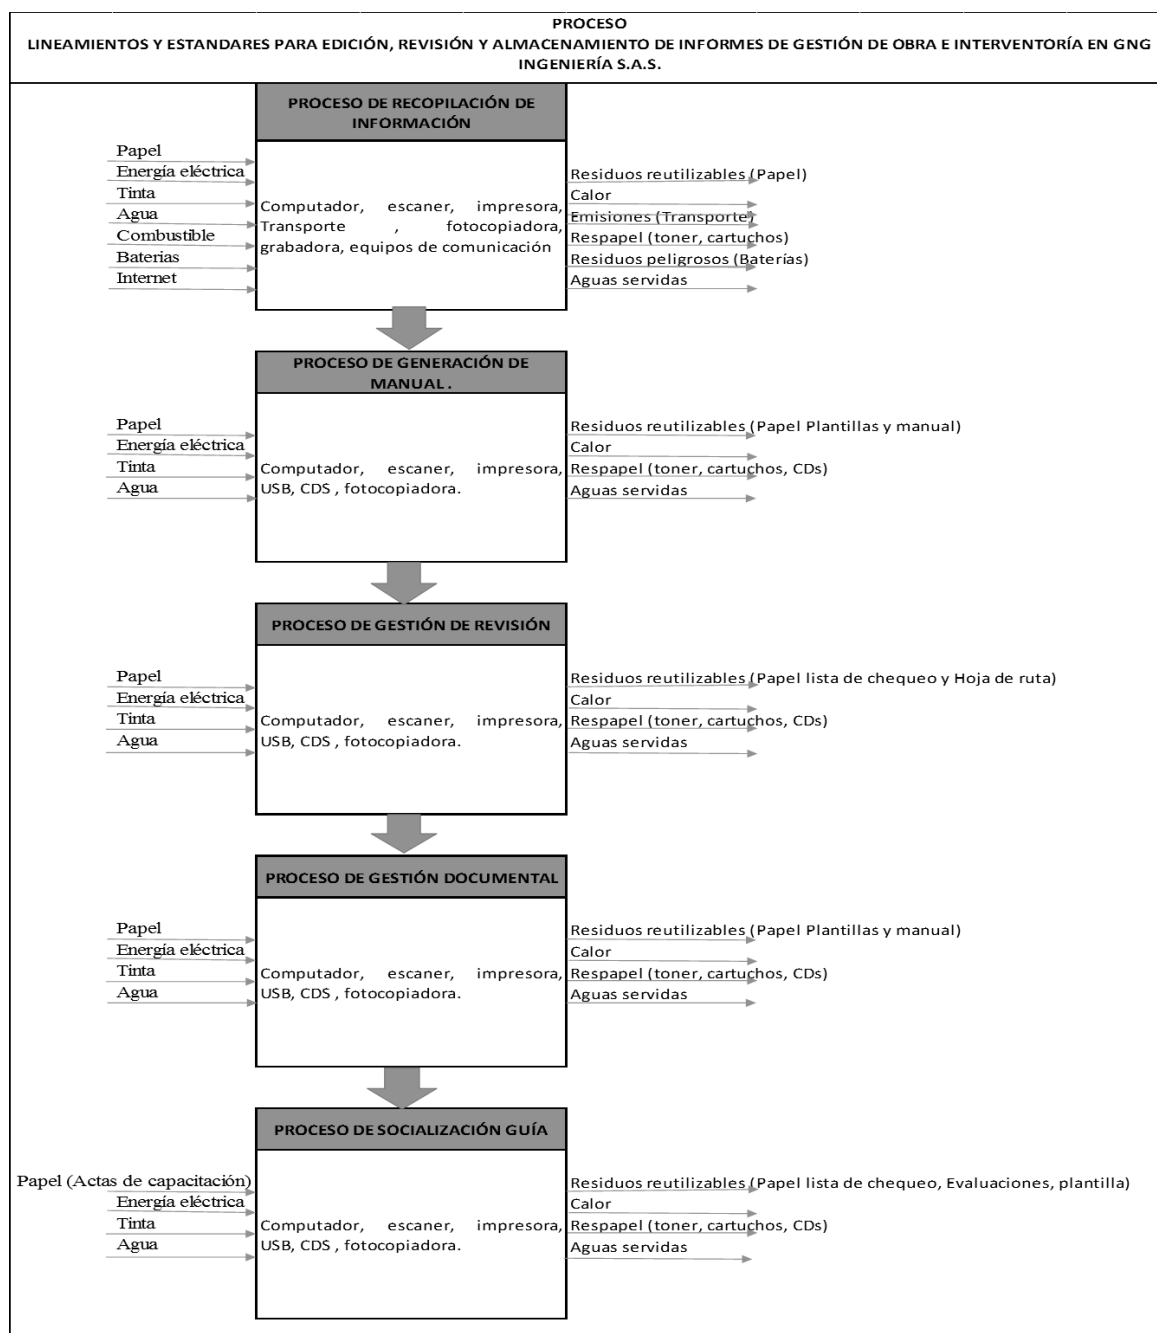 PROCESO
LINEAMIENTOS Y ESTANDARES PARA EDICIÓN, REVISIÓN Y ALMACENAMIENTO DE INFORMES DE GESTIÓN DE OBRA E INTERVENTORÍA EN GNG
INGENIERÍA S.A.S.
PROCESO DE RECOPILACIÓN DE
INFORMACIÓN
Papel
Energía eléctrica
Tinta
Agua
Combustible
Baterias
Internet
Computador, escaner, impresora,
Transporte , fotocopiadora,
grabadora, equipos de comunicación
Residuos reutilizables (Papel)
Calor
Emisiones (Transporte)
Respapel (toner, cartuchos)
Residuos peligrosos (Baterías)
Aguas servidas
PROCESO DE GENERACIÓN DE
MANUAL .
Papel
Energía eléctrica
Tinta
Agua
Computador, escaner, impresora,
USB, CDS , fotocopiadora.
Residuos reutilizables (Papel Plantillas y manual)
Calor
Respapel (toner, cartuchos, CDs)
Aguas servidas
PROCESO DE GESTIÓN DE REVISIÓN
Papel
Energía eléctrica
Tinta
Agua
Computador, escaner, impresora,
USB, CDS , fotocopiadora.
Residuos reutilizables (Papel lista de chequeo y Hoja de ruta)
Calor
Respapel (toner, cartuchos, CDs)
Aguas servidas
PROCESO DE GESTIÓN DOCUMENTAL
Papel
Energía eléctrica
Tinta
Agua
Computador, escaner, impresora,
USB, CDS , fotocopiadora.
Residuos reutilizables (Papel Plantillas y manual)
Calor
Respapel (toner, cartuchos, CDs)
Aguas servidas
PROCESO DE SOCIALIZACIÓN GUÍA
Papel (Actas de capacitación)
Energía eléctrica
Tinta
Agua
Computador, escaner, impresora,
USB, CDS , fotocopiadora.
Residuos reutilizables (Papel lista de chequeo, Evaluaciones, plantilla)
Calor
Respapel (toner, cartuchos, CDs)
Aguas servidas